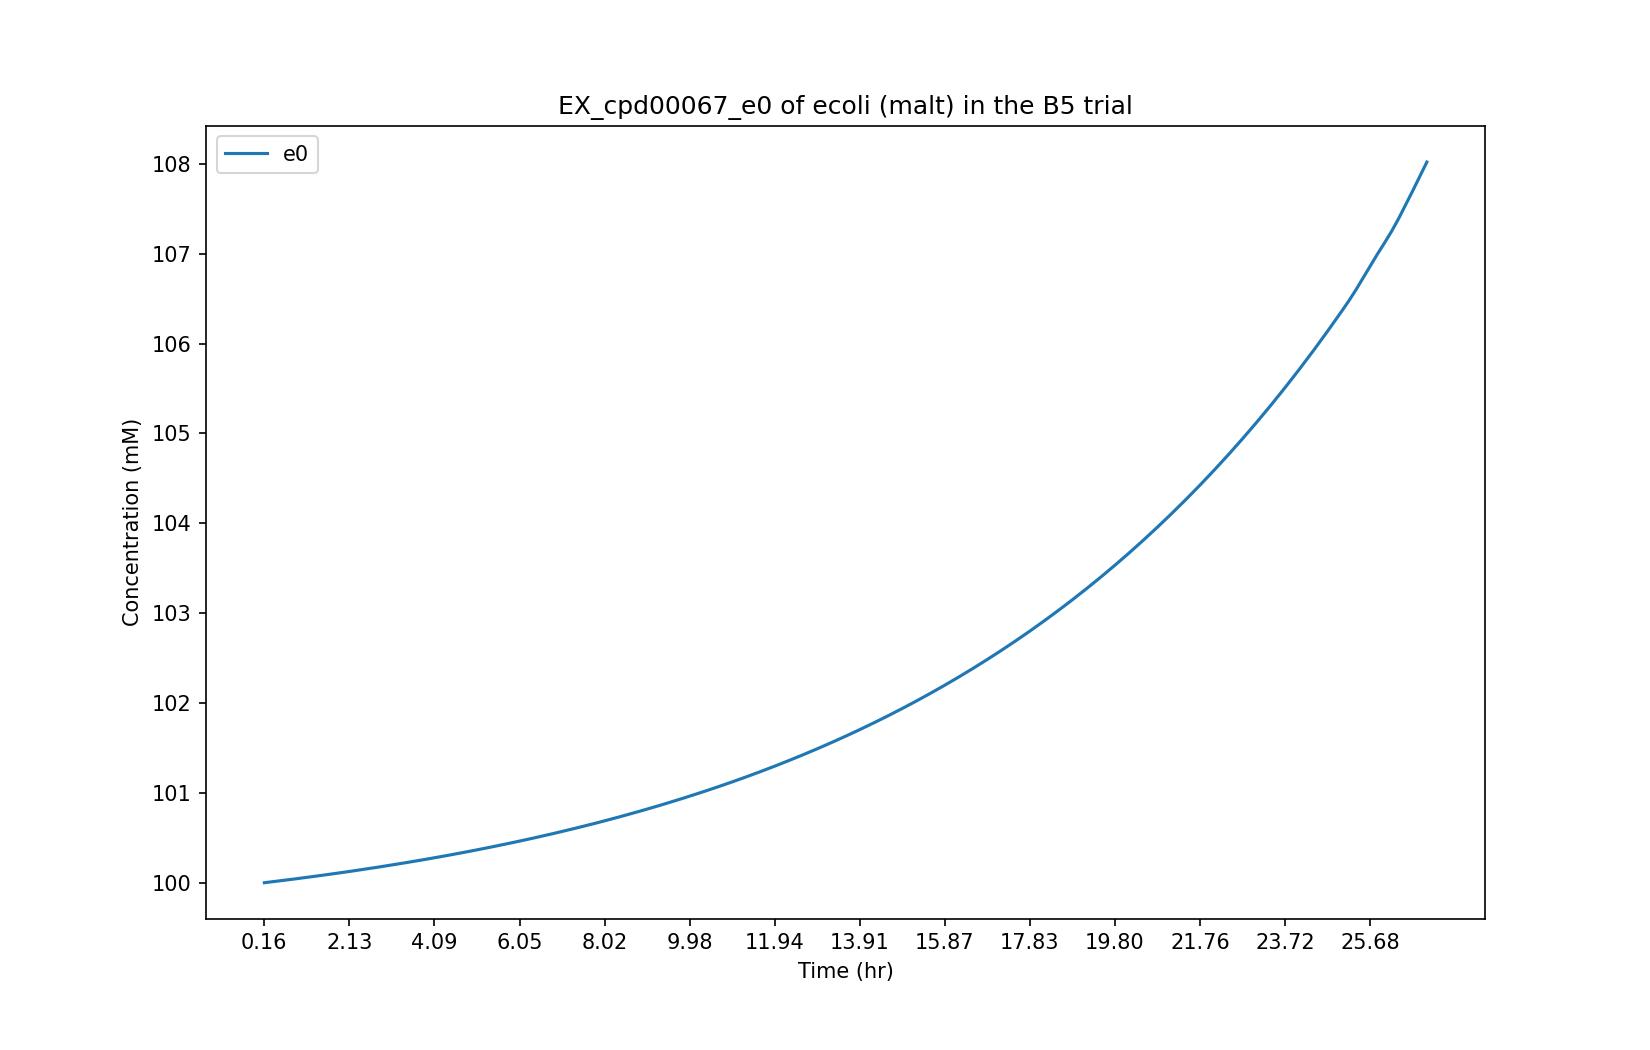 EX_cpd00067_e0 of ecoli (malt) in the B5 trial
e0
108
107
106
105
104
103
102
101
100
Concentration (mM)
0.16 2.13 4.09 6.05 8.02 9.98 11.94 13.91 15.87 17.83 19.80 21.76 23.72 25.68
Time (hr)